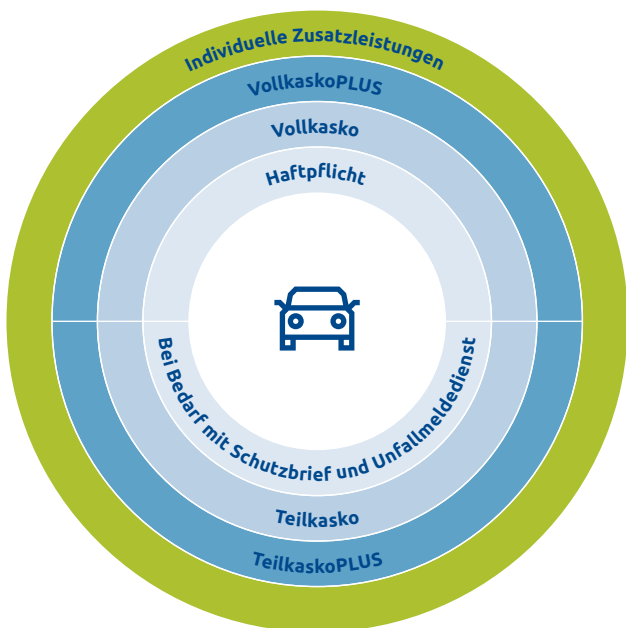 Individuelle Zusatzleistungen
VollkaskoPLUS
Vollkasko
Haftpflicht
Bei Bedarf mit Schutzbrief und Unfallmeldedienst
Teilkasko
TeilkaskoPLUS